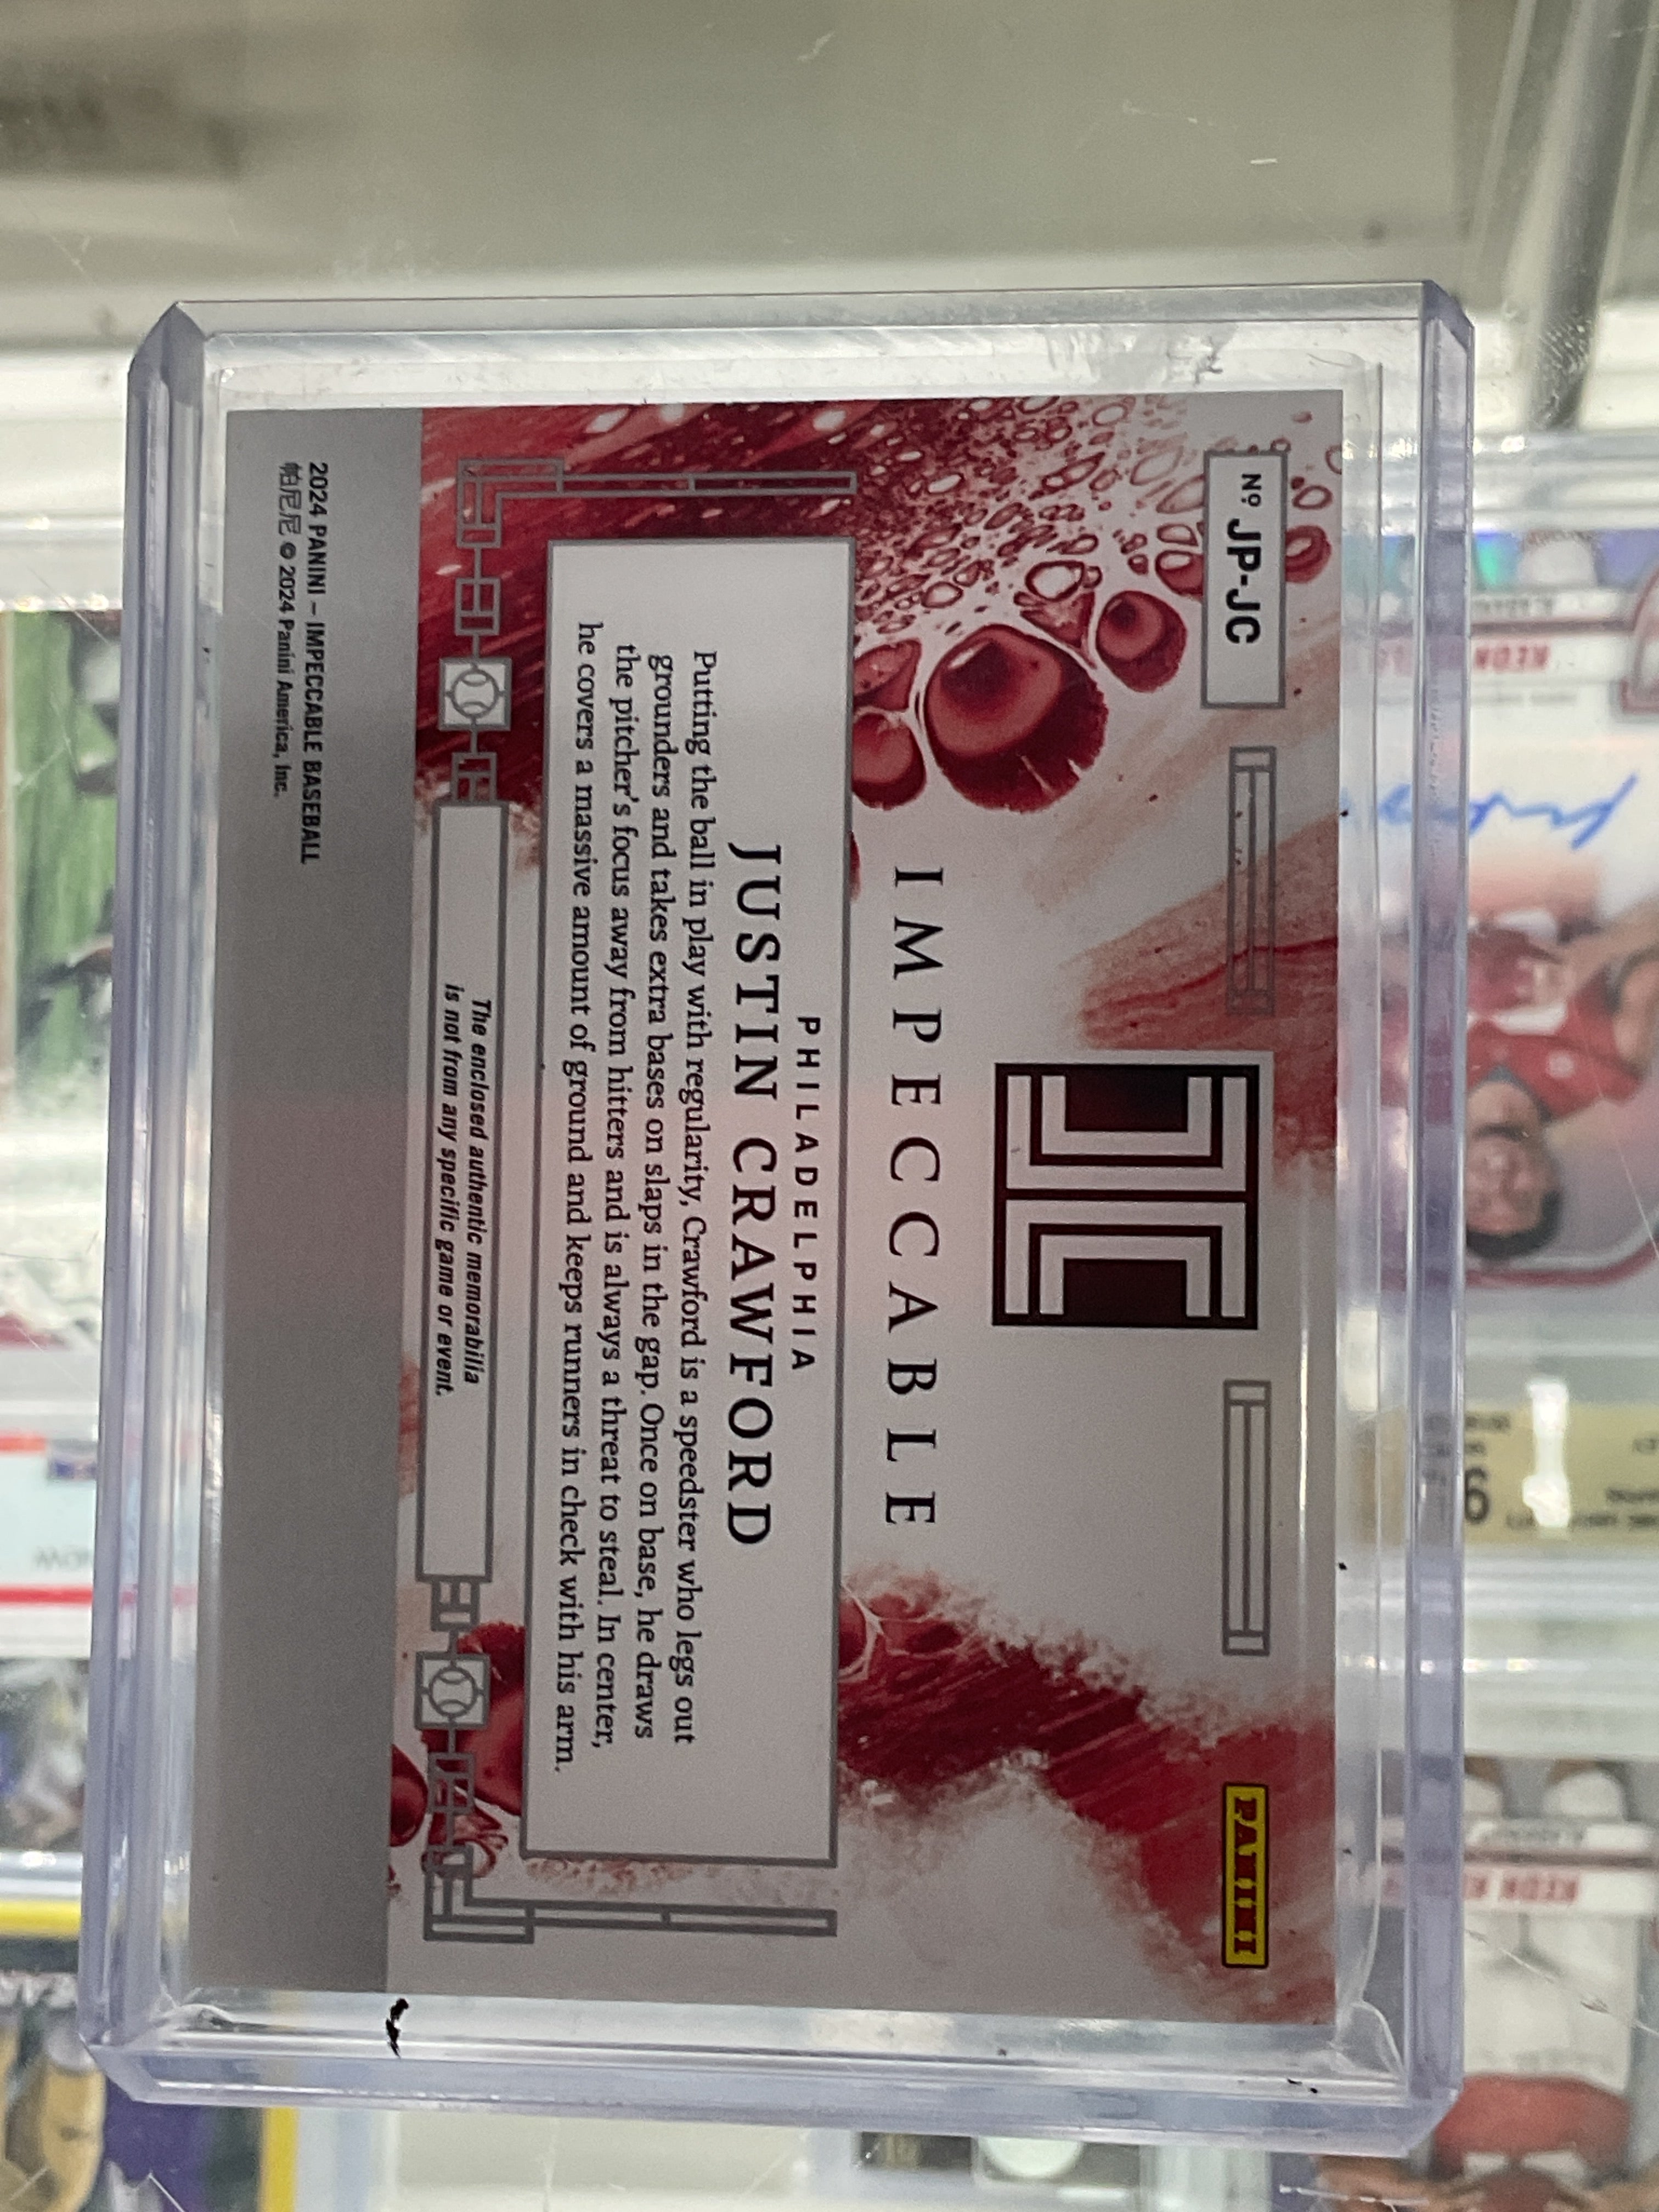 Nº JP-JC
PANINI
IMPECCABLE
PHILADELPHIA
JUSTIN CRAWFORD
Putting the ball in play with regularity, Crawford is a speedster who legs out
grounders and takes extra bases on slaps in the gap. Once on base, he draws
the pitcher's focus away from hitters and is always a threat to steal. In center,
he covers a massive amount of ground and keeps runners in check with his arm.
The enclosed authentic memorabilia
is not from any specific game or event.
2024 PANINI – IMPECCABLE BASEBALL
帕尼尼 © 2024 Panini America, Inc.